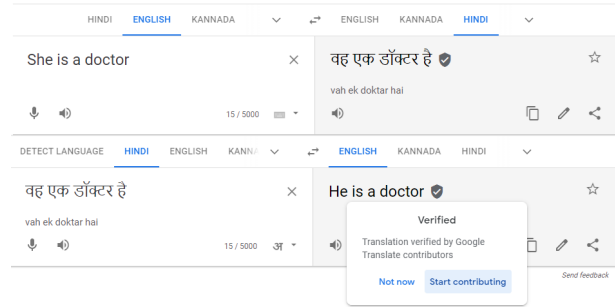 HINDI ENGLISH KANNADA ENGLISH KANNADA HINDI
She is a doctor
वह एक डॉक्टर है
vah ek doktar hai
15 / 5000
DETECT LANGUAGE HINDI ENGLISH KANNA ENGLISH KANNADA HINDI
वह एक डॉक्टर है
He is a doctor
vah ek doktar hai
15 / 5000 अ
Verified
Translation verified by Google
Translate contributors
Not now Start contributing
Send feedback